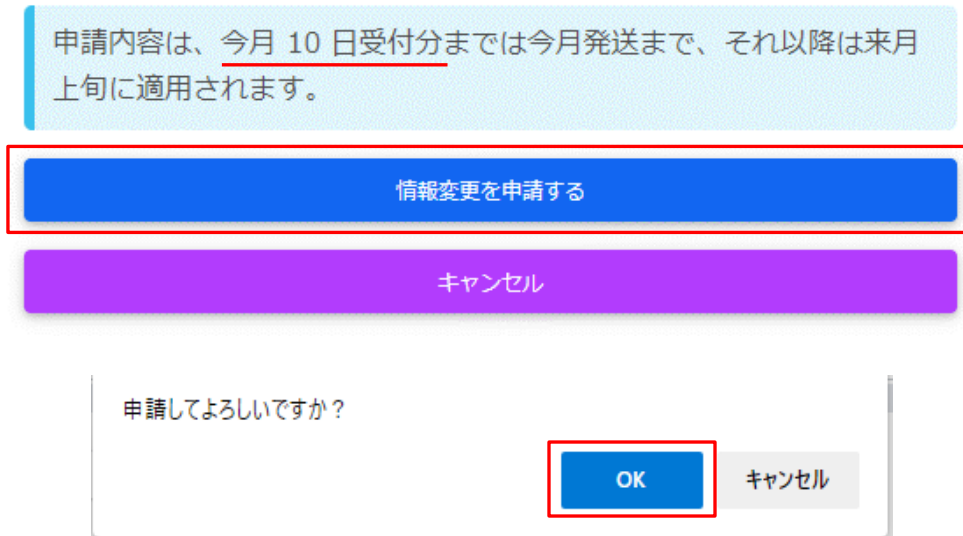 申請内容は、今月 10 日受付分までは今月発送まで、それ以降は来月
上旬に適用されます。
情報変更を申請する
キャンセル
申請してよろしいですか？
OK キャンセル